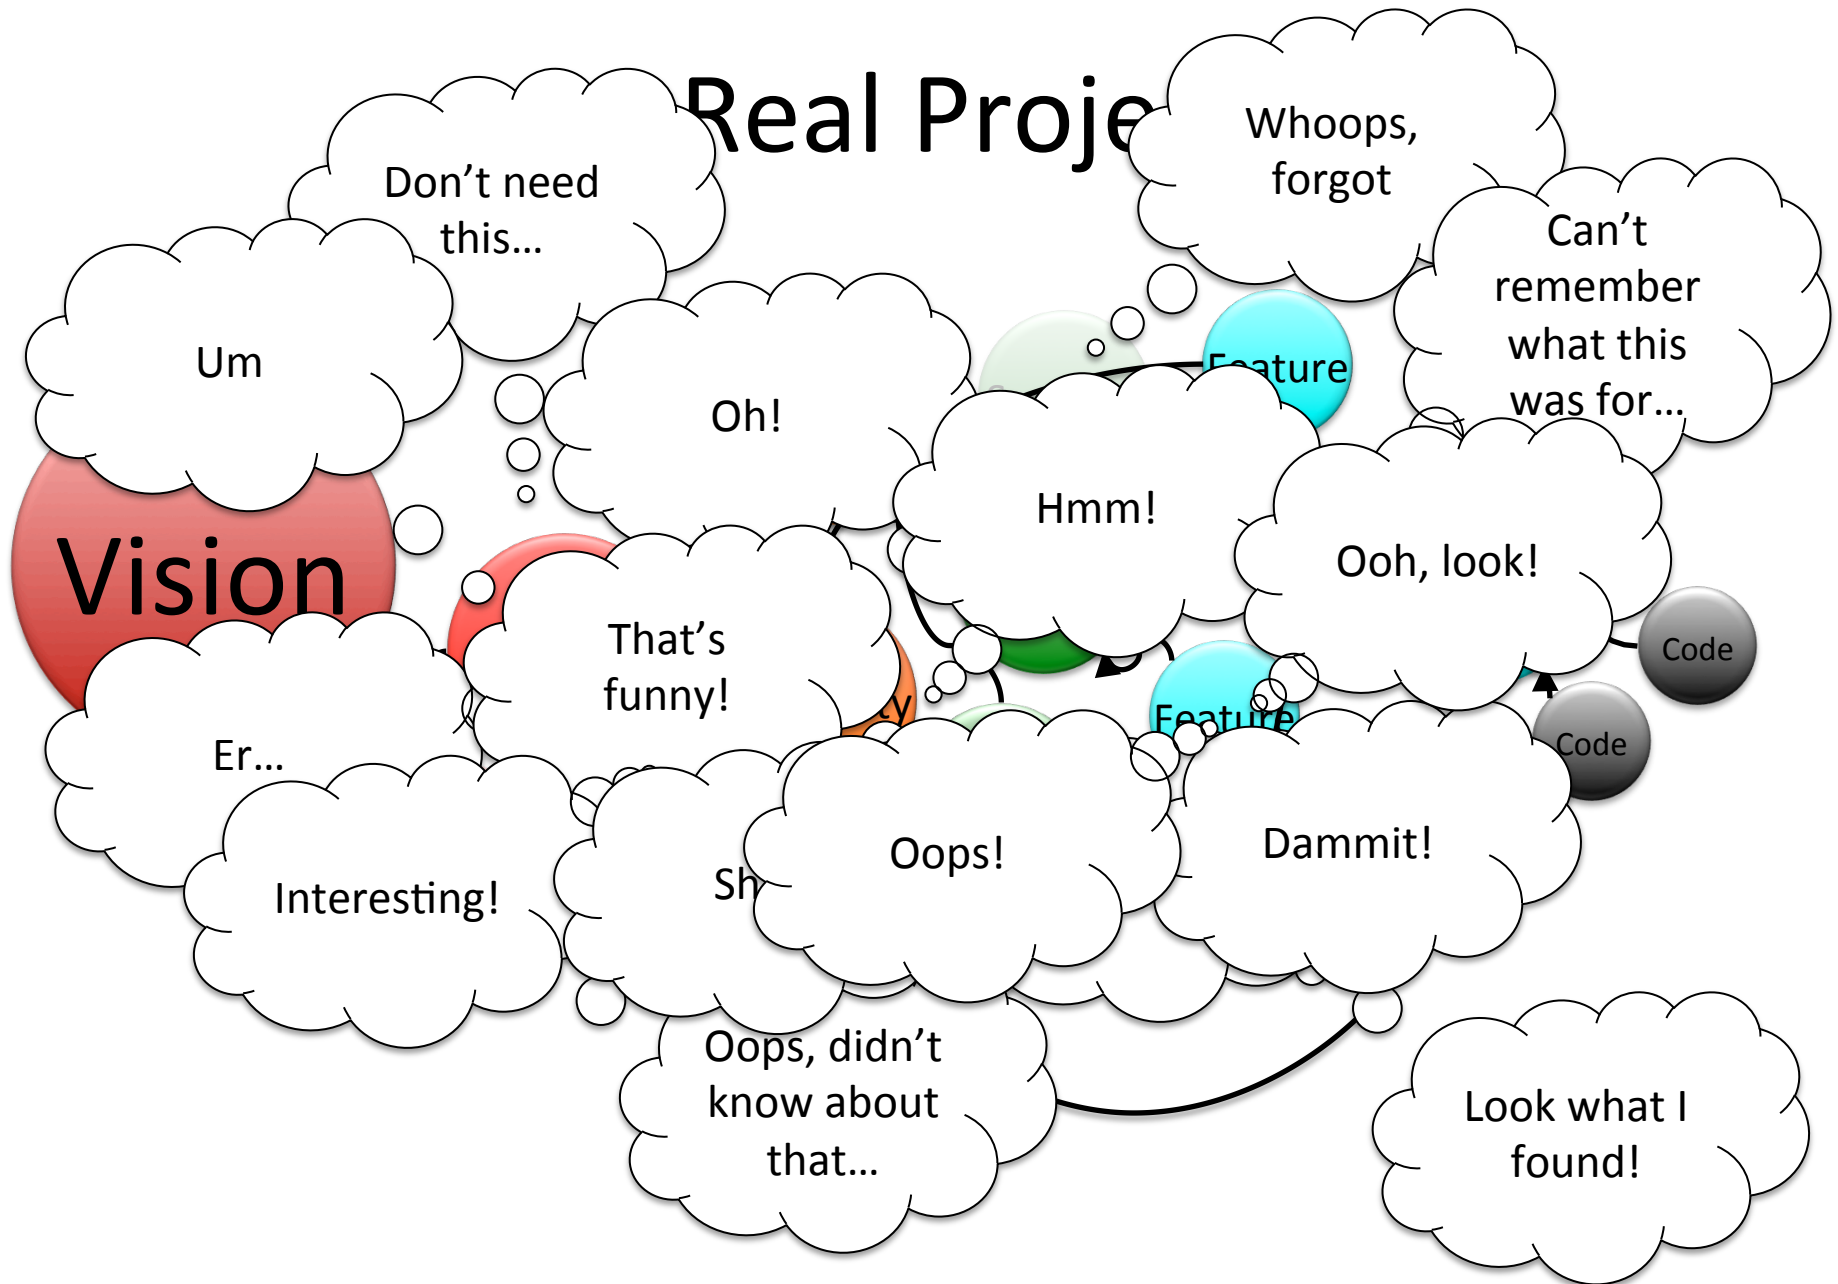 Real Proje
Whoops,
forgot
Don't need
this...
Can't
remember
what this
was for...
Um
Oh!
Feature
Hmm!
Ooh, look!
Vision
That's
funny!
Code
ty
Feature
Code
Er...
Oops!
Dammit!
Interesting!
Sh
Oops, didn't
know about
that...
Look what I
found!